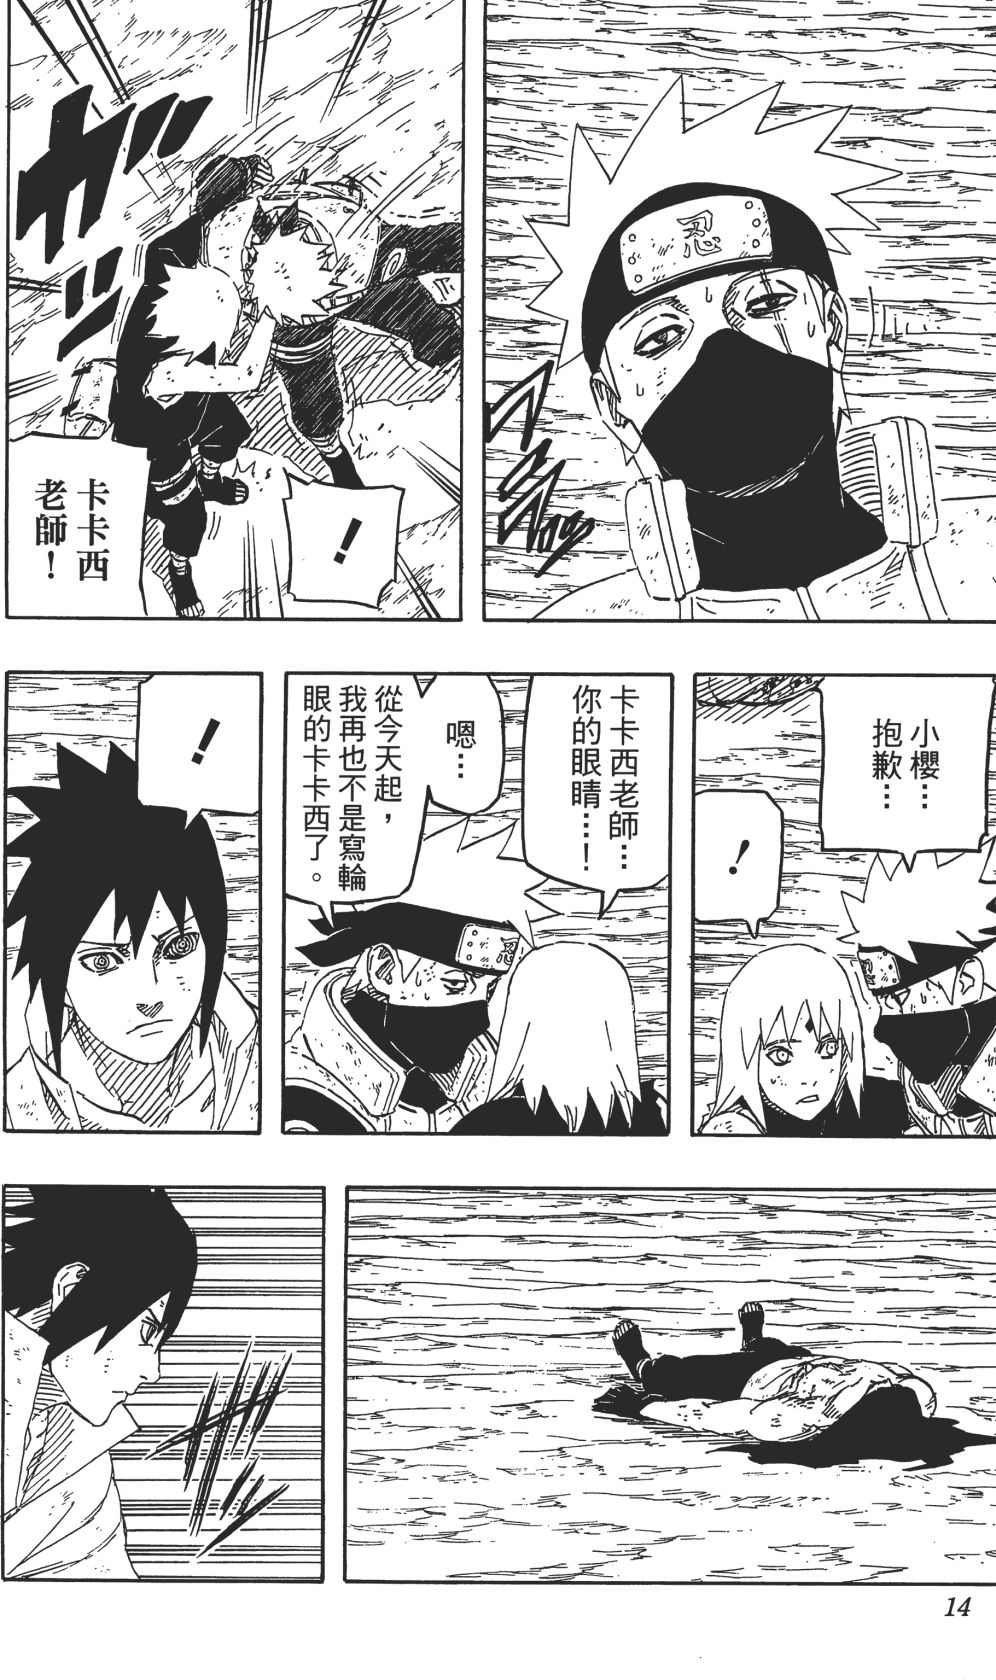 忍
ガ
ッ
！
卡卡西
老師！
小櫻…
抱歉…
！
卡卡西老師…
你的眼睛…！
嗯…
從今天起，
我再也不是寫輪
眼的卡卡西了。
忍
！
14